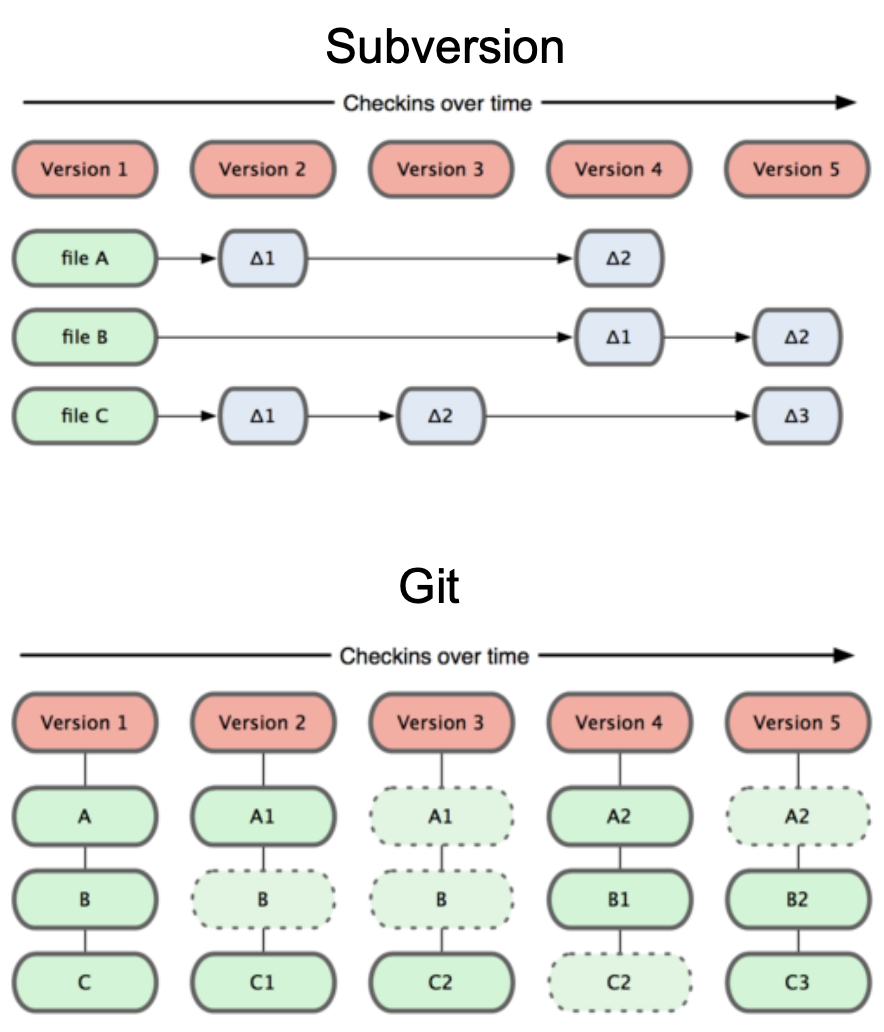 Subversion
Checkins over time
Version 1 Version 2 Version 3 Version 4 Version 5
file A Δ1 Δ2
file B Δ1 Δ2
file C Δ1 Δ2 Δ3
Git
Checkins over time
Version 1 Version 2 Version 3 Version 4 Version 5
A A1 A1 A2 A2
B B B B1 B2
C C1 C2 C2 C3